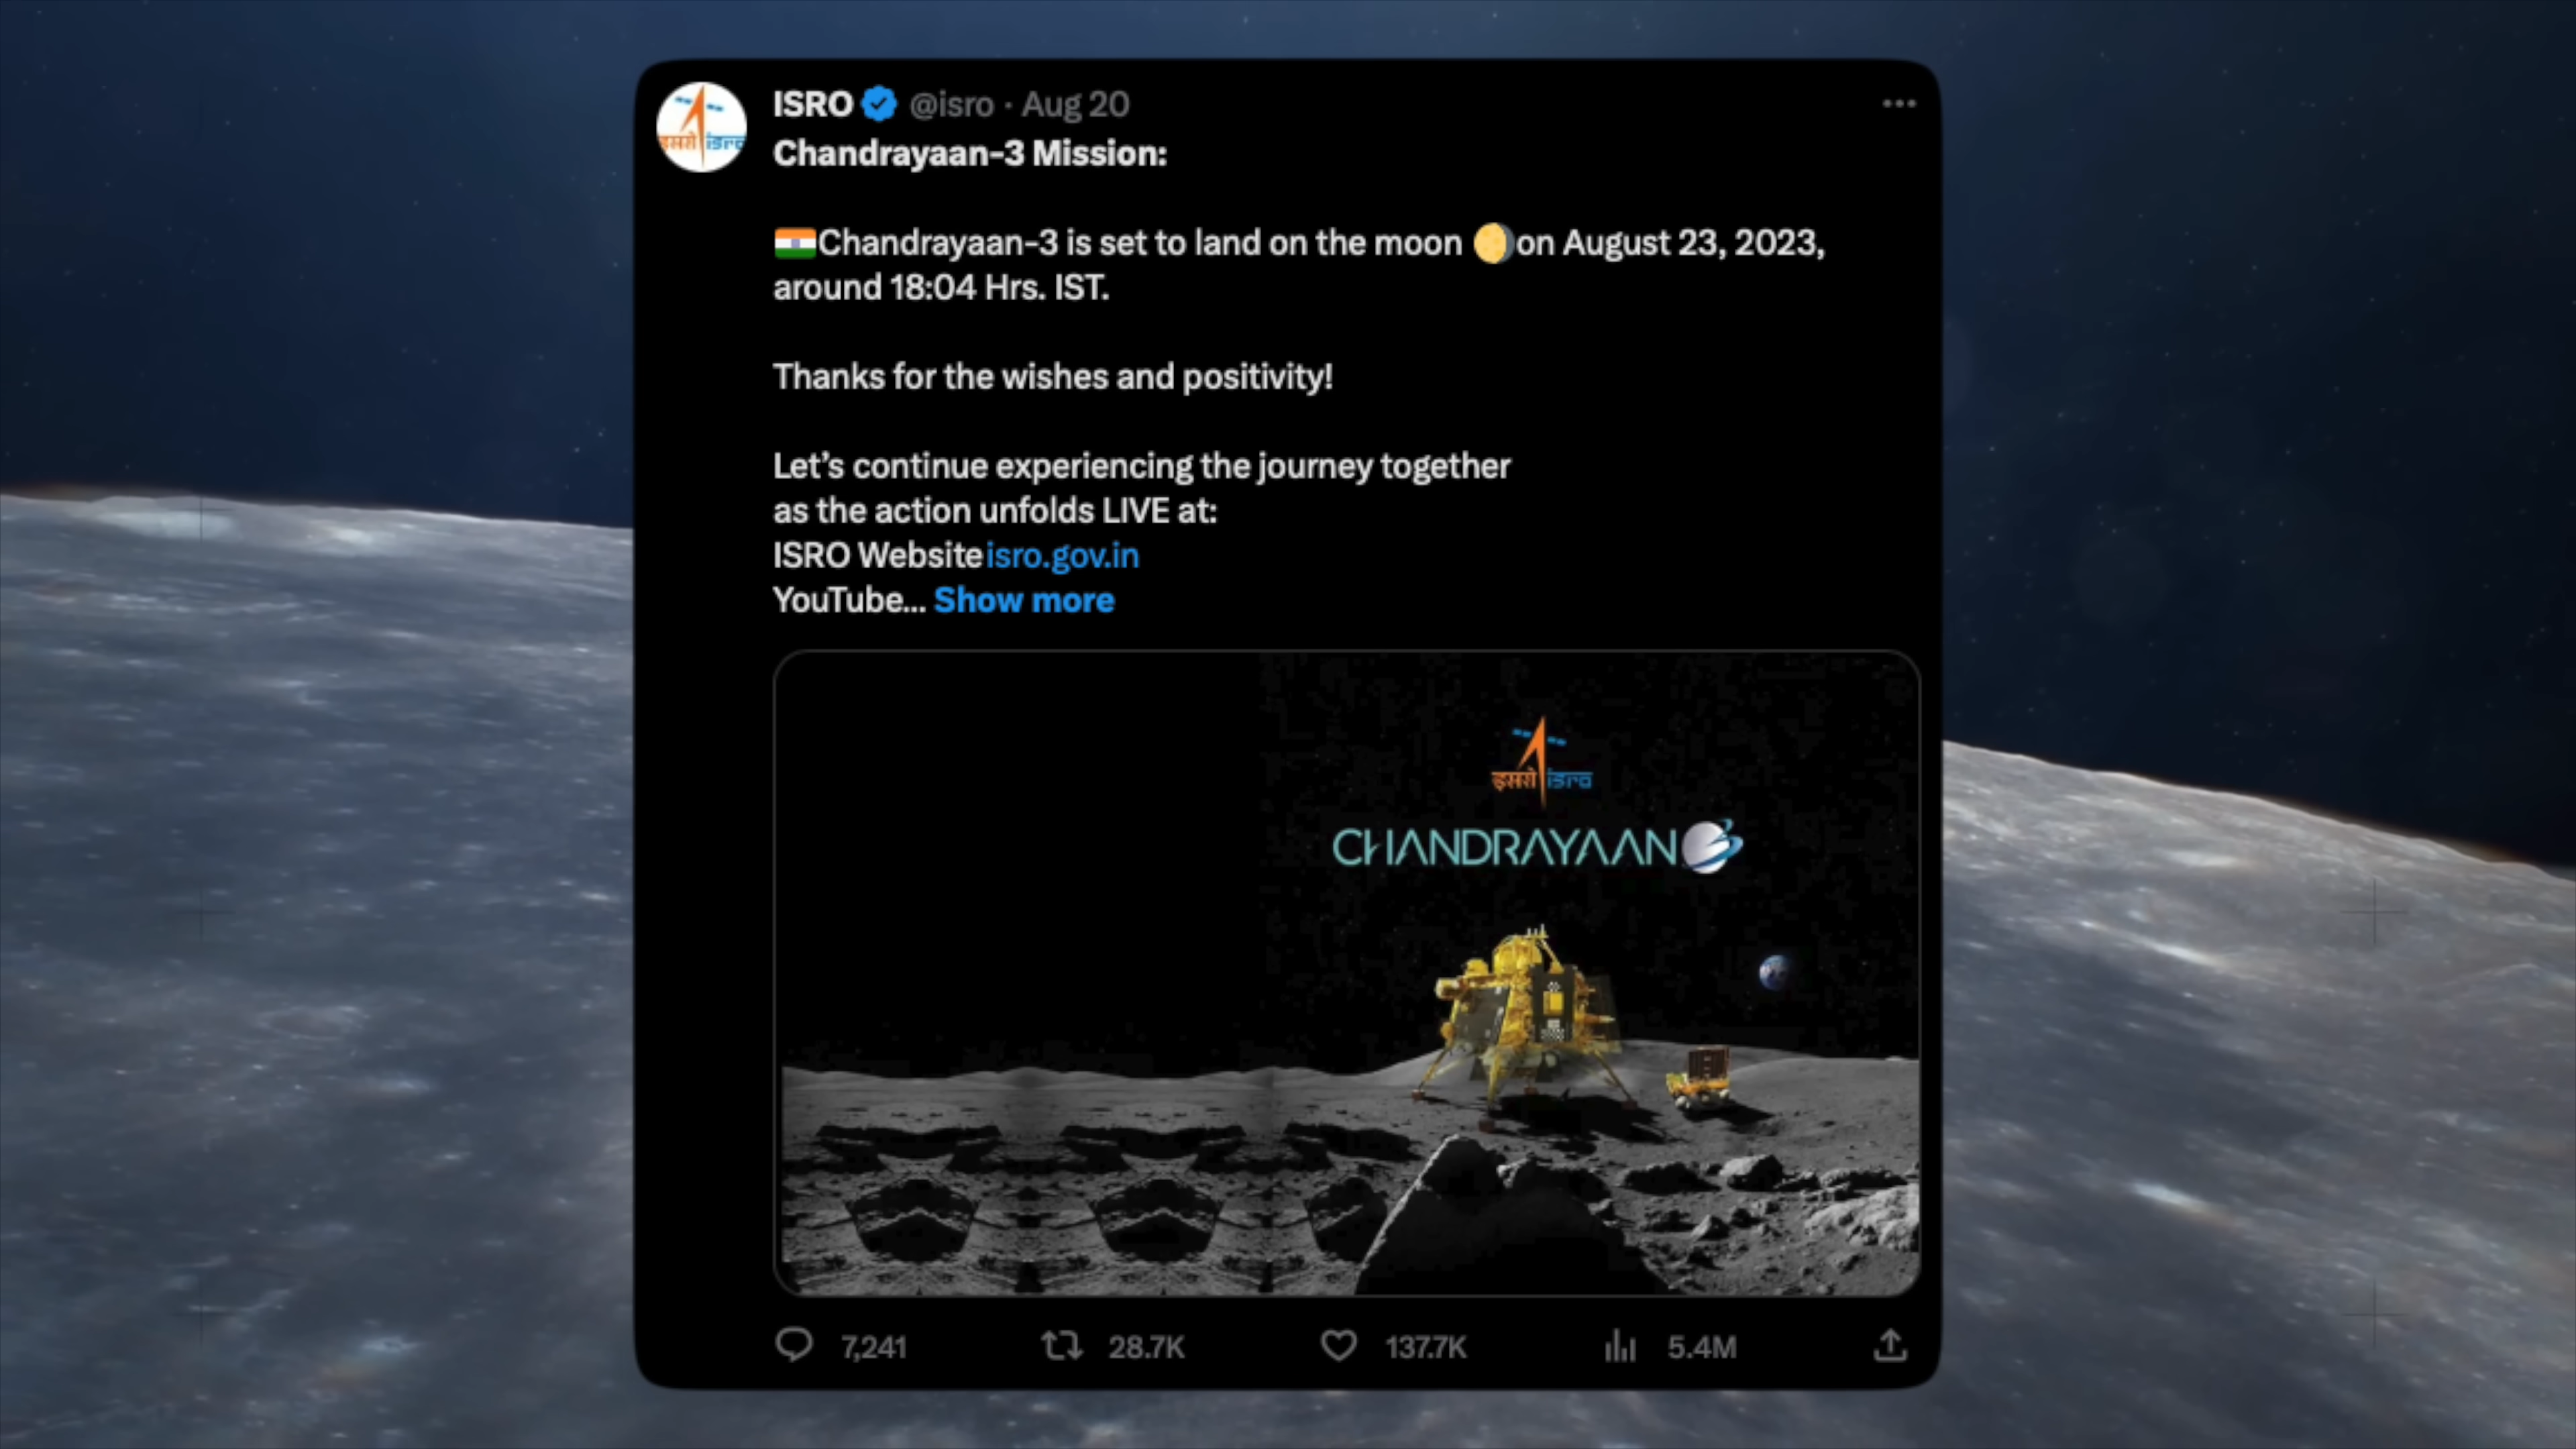 ISRO @isro · Aug 20
इसरो isro
Chandrayaan-3 Mission:
🇮🇳Chandrayaan-3 is set to land on the moon 🌖on August 23, 2023,
around 18:04 Hrs. IST.
Thanks for the wishes and positivity!
Let’s continue experiencing the journey together
as the action unfolds LIVE at:
ISRO Website isro.gov.in
YouTube... Show more
इसरो isro
CHANDRAYAAN 3
7,241 28.7K 137.7K 5.4M